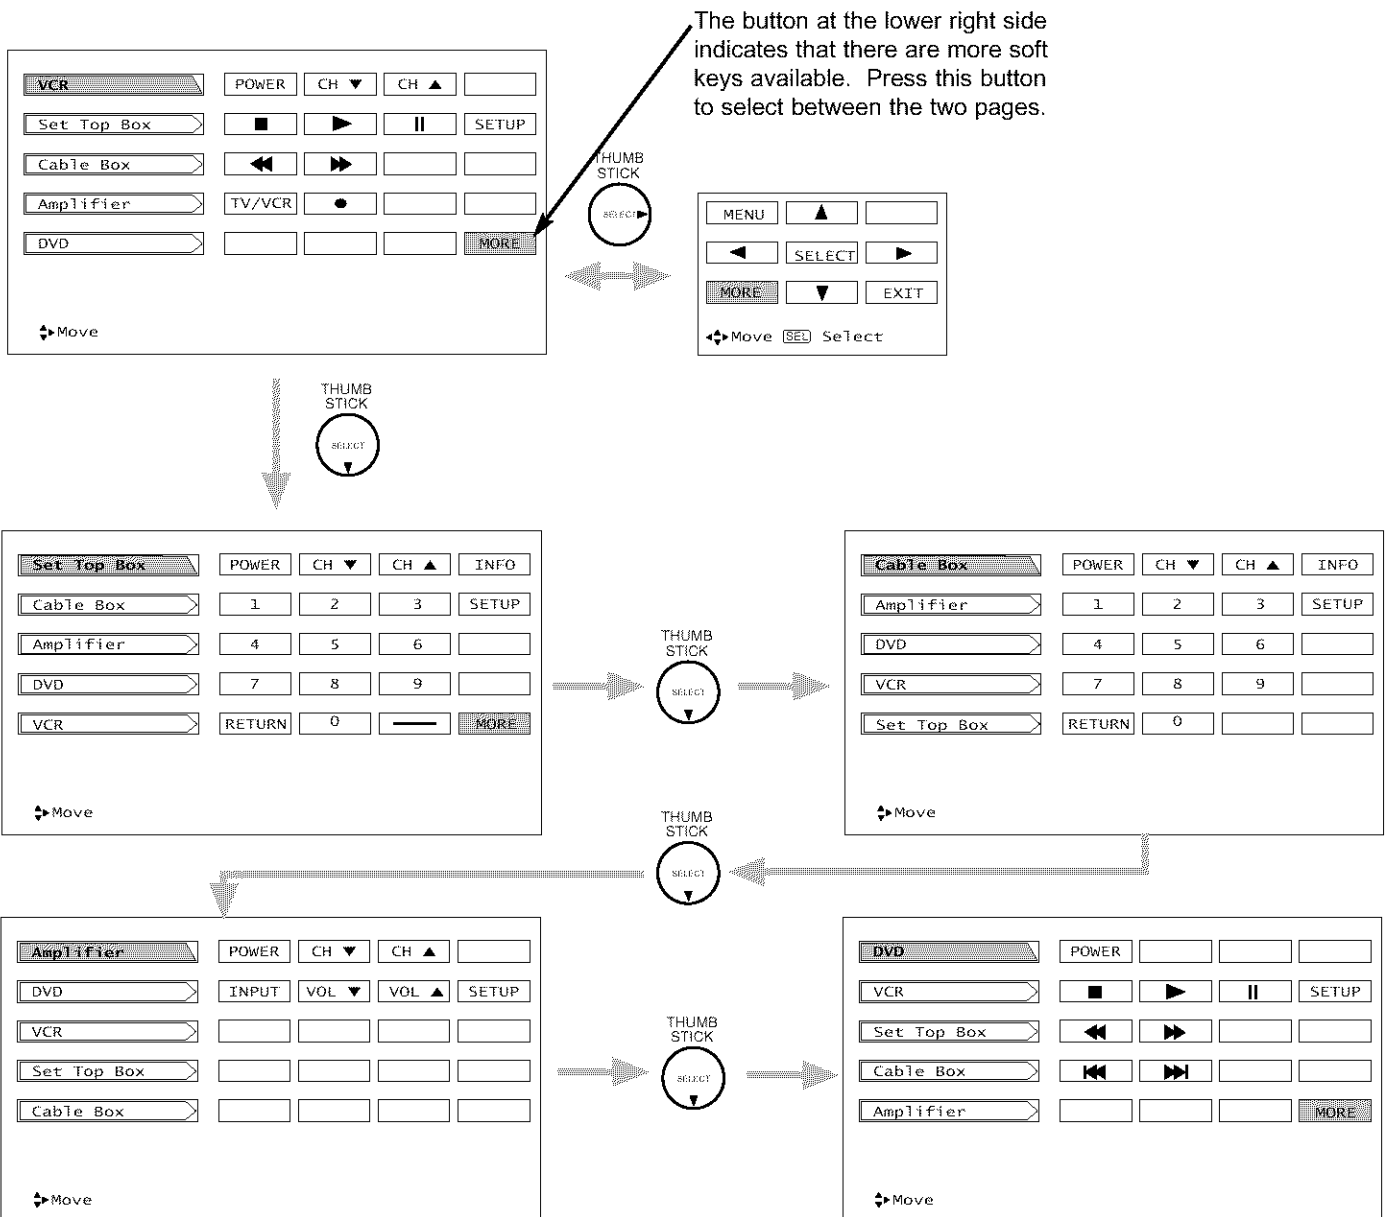 The button at the lower right side
indicates that there are more soft
keys available.  Press this button
to select between the two pages.
VCR POWER CH ▼ CH ▲
Set Top Box ■ ▶ II SETUP
Cable Box ◀◀ ▶▶
Amplifier TV/VCR ●
DVD MORE
Move
THUMB
STICK
SELECT▶
MENU ▲
◀ SELECT ▶
MORE ▼ EXIT
Move SEL Select
THUMB
STICK
SELECT
▼
Set Top Box POWER CH ▼ CH ▲ INFO
Cable Box 1 2 3 SETUP
Amplifier 4 5 6
DVD 7 8 9
VCR RETURN 0 — MORE
Move
THUMB
STICK
SELECT
▼
Cable Box POWER CH ▼ CH ▲ INFO
Amplifier 1 2 3 SETUP
DVD 4 5 6
VCR 7 8 9
Set Top Box RETURN 0
Move
THUMB
STICK
SELECT
▼
Amplifier POWER CH ▼ CH ▲
DVD INPUT VOL ▼ VOL ▲ SETUP
VCR
Set Top Box
Cable Box
Move
THUMB
STICK
SELECT
▼
DVD POWER
VCR ■ ▶ II SETUP
Set Top Box ◀◀ ▶▶
Cable Box |◀◀ ▶▶|
Amplifier MORE
Move